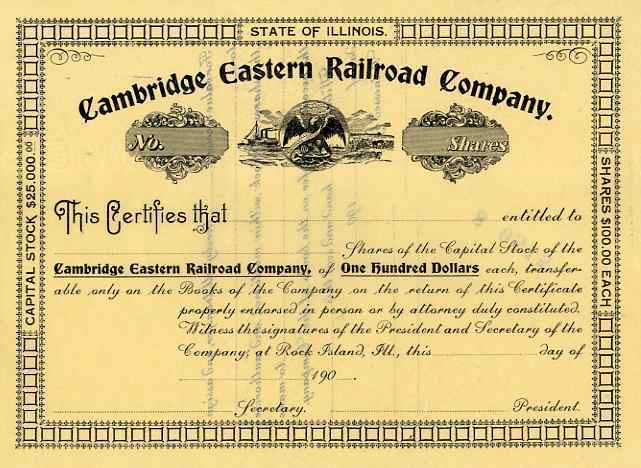 STATE OF ILLINOIS.
Cambridge Eastern Railroad Company.
No.
Shares
CAPITAL STOCK $25,000.00
SHARES $100.00 EACH
This Certifies that entitled to
Shares of the Capital Stock of the
Cambridge Eastern Railroad Company, of One Hundred Dollars each, transfer-
able only on the Books of the Company on the return of this Certificate
properly endorsed in person or by attorney duly constituted.
Witness the signatures of the President and Secretary of the
Company, at Rock Island, Ill., this day of
190 .
Secretary. President.